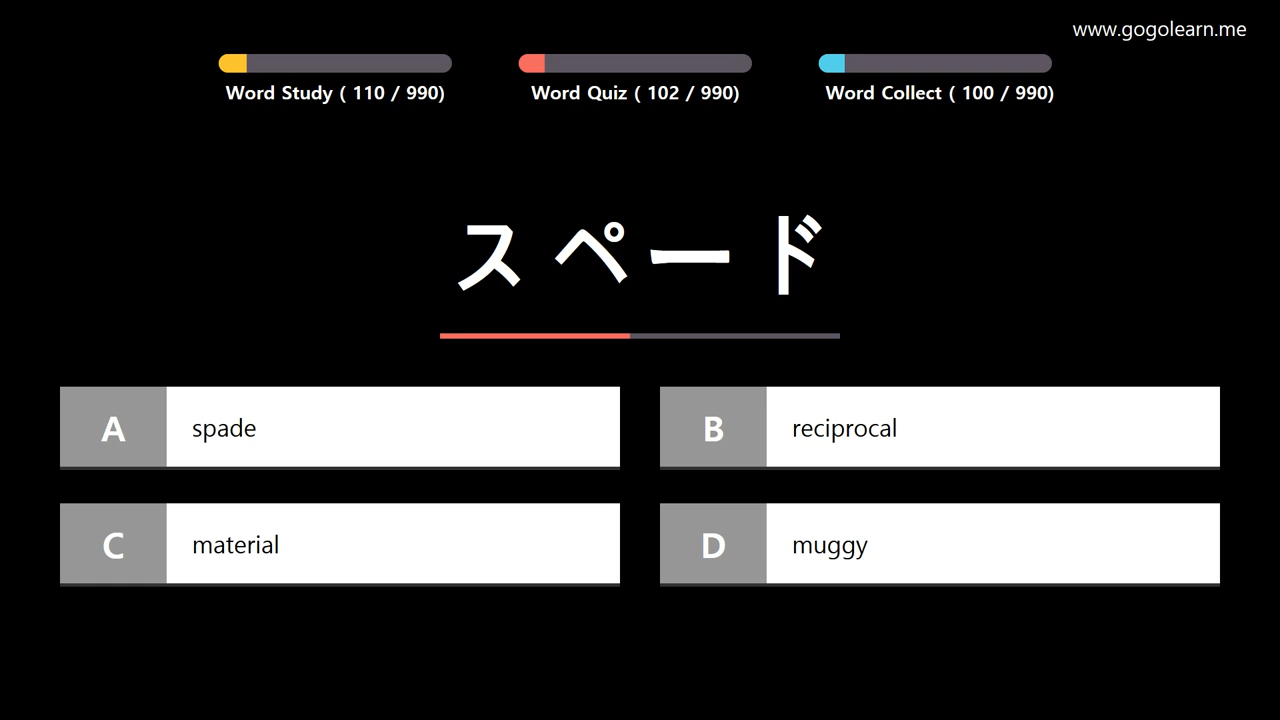 www.gogolearn.me
Word Study ( 110 / 990)
Word Quiz ( 102 / 990)
Word Collect ( 100 / 990)
スペード
A spade
B reciprocal
C material
D muggy